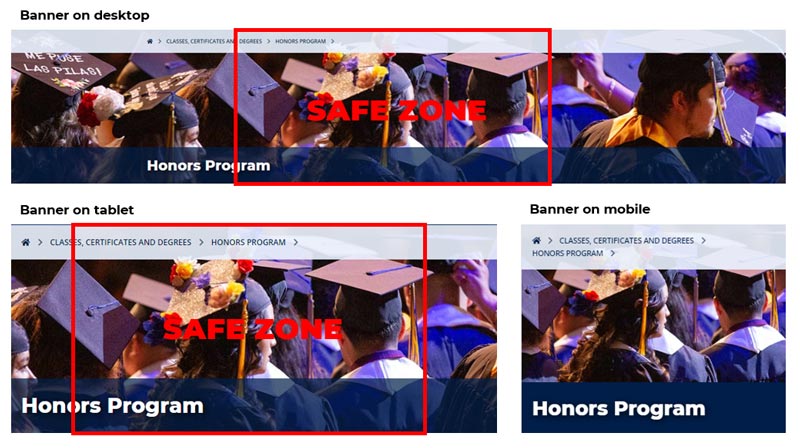 Banner on desktop
CLASSES, CERTIFICATES AND DEGREES > HONORS PROGRAM >
ME PUSE
LAS PILAS!
SAFE ZONE
Honors Program
Banner on tablet
> CLASSES, CERTIFICATES AND DEGREES > HONORS PROGRAM >
SAFE ZONE
Honors Program
Banner on mobile
> CLASSES, CERTIFICATES AND DEGREES >
HONORS PROGRAM >
Honors Program